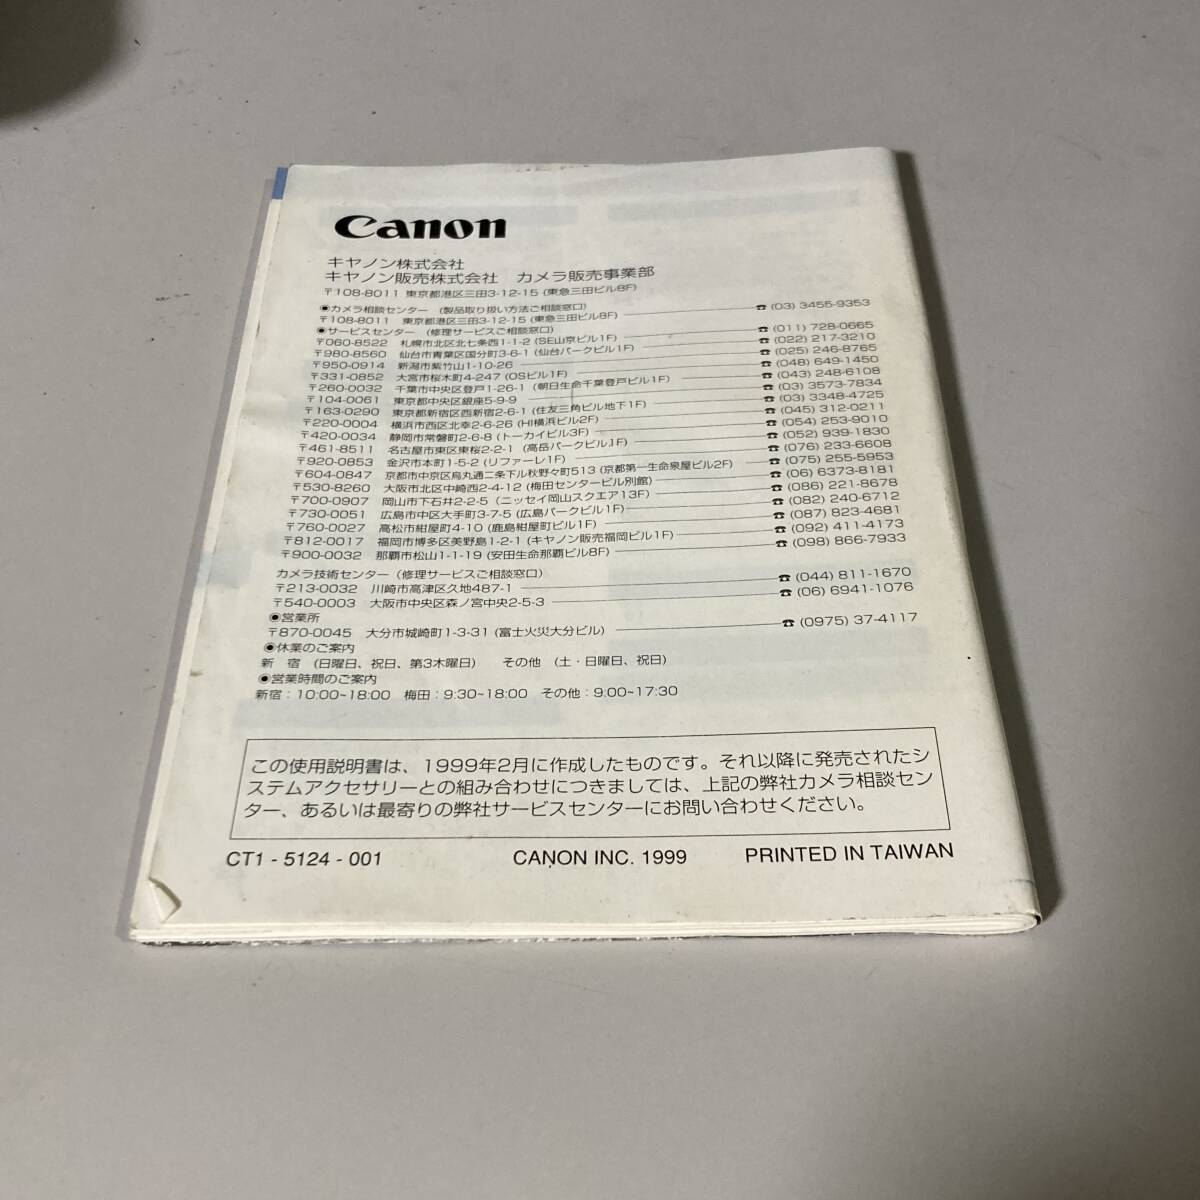 Canon
キヤノン株式会社
キヤノン販売株式会社 カメラ販売事業部
〒108-8011 東京都港区三田3-12-15 (東急三田ビル8F)
●カメラ相談センター (製品取り扱い方法ご相談窓口)
〒108-8011 東京都港区三田3-12-15 (東急三田ビル8F) ☎ (03) 3455-9353
●サービスセンター (修理サービスご相談窓口)
〒060-8522 札幌市北区北七条西1-1-2 (SE山京ビル1F) ☎ (011) 728-0665
〒980-8560 仙台市青葉区国分町3-6-1 (仙台パークビル1F) ☎ (022) 217-3210
〒950-0914 新潟市紫竹山1-10-26 ☎ (025) 246-8765
〒331-0852 大宮市桜木町4-247 (OSビル1F) ☎ (048) 649-1450
〒260-0032 千葉市中央区登戸1-26-1 (朝日生命千葉登戸ビル1F) ☎ (043) 248-6108
〒104-0061 東京都中央区銀座5-9-9 ☎ (03) 3573-7834
〒163-0290 東京都新宿区西新宿2-6-1 (住友三角ビル地下1F) ☎ (03) 3348-4725
〒220-0004 横浜市西区北幸2-6-26 (HI横浜ビル2F) ☎ (045) 312-0211
〒420-0034 静岡市常磐町2-6-8 (トーカイビル3F) ☎ (054) 253-9010
〒461-8511 名古屋市東区東桜2-2-1 (高岳パークビル1F) ☎ (052) 939-1830
〒920-0853 金沢市本町1-5-2 (リファーレ1F) ☎ (076) 233-6608
〒604-0847 京都市中京区烏丸通二条下ル秋野々町513 (京都第一生命泉屋ビル2F) ☎ (075) 255-5953
〒530-8260 大阪市北区中崎西2-4-12 (梅田センタービル別館) ☎ (06) 6373-8181
〒700-0907 岡山市下石井2-2-5 (ニッセイ岡山スクエア13F) ☎ (086) 221-8678
〒730-0051 広島市中区大手町3-7-5 (広島パークビル1F) ☎ (082) 240-6712
〒760-0027 高松市紺屋町4-10 (鹿島紺屋町ビル1F) ☎ (087) 823-4681
〒812-0017 福岡市博多区美野島1-2-1 (キヤノン販売福岡ビル1F) ☎ (092) 411-4173
〒900-0032 那覇市松山1-1-19 (安田生命那覇ビル8F) ☎ (098) 866-7933
カメラ技術センター (修理サービスご相談窓口)
〒213-0032 川崎市高津区久地487-1 ☎ (044) 811-1670
〒540-0003 大阪市中央区森ノ宮中央2-5-3 ☎ (06) 6941-1076
●営業所
〒870-0045 大分市城崎町1-3-31 (富士火災大分ビル) ☎ (0975) 37-4117
●休業のご案内
新 宿 (日曜日、祝日、第3木曜日) その他 (土・日曜日、祝日)
●営業時間のご案内
新宿：10:00~18:00 梅田：9:30~18:00 その他：9:00~17:30
この使用説明書は、1999年2月に作成したものです。それ以降に発売されたシ
ステムアクセサリーとの組み合わせにつきましては、上記の弊社カメラ相談セン
ター、あるいは最寄りの弊社サービスセンターにお問い合わせください。
CT1 - 5124 - 001 CANON INC. 1999 PRINTED IN TAIWAN